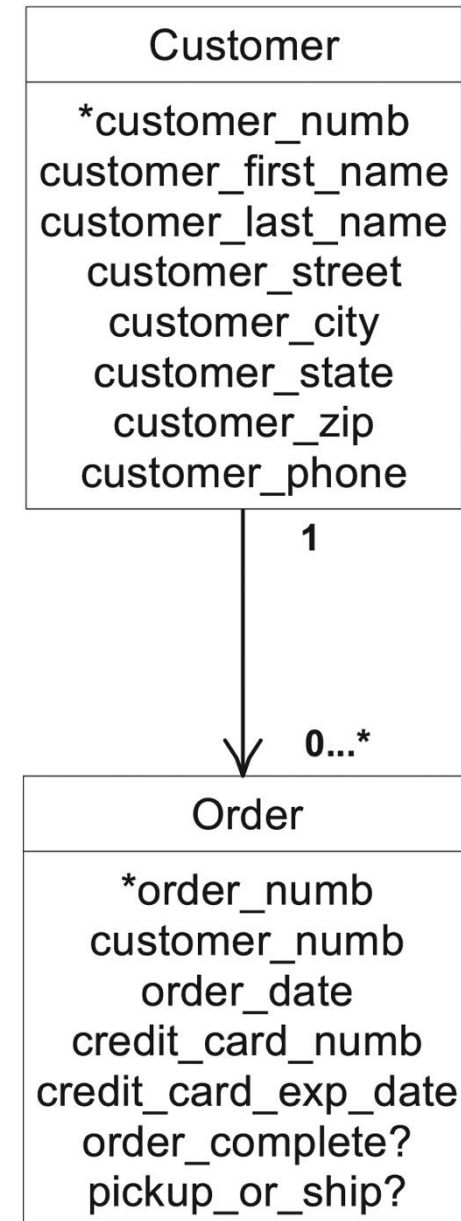 Customer
*customer_numb
customer_first_name
customer_last_name
customer_street
customer_city
customer_state
customer_zip
customer_phone
1
0...*
Order
*order_numb
customer_numb
order_date
credit_card_numb
credit_card_exp_date
order_complete?
pickup_or_ship?